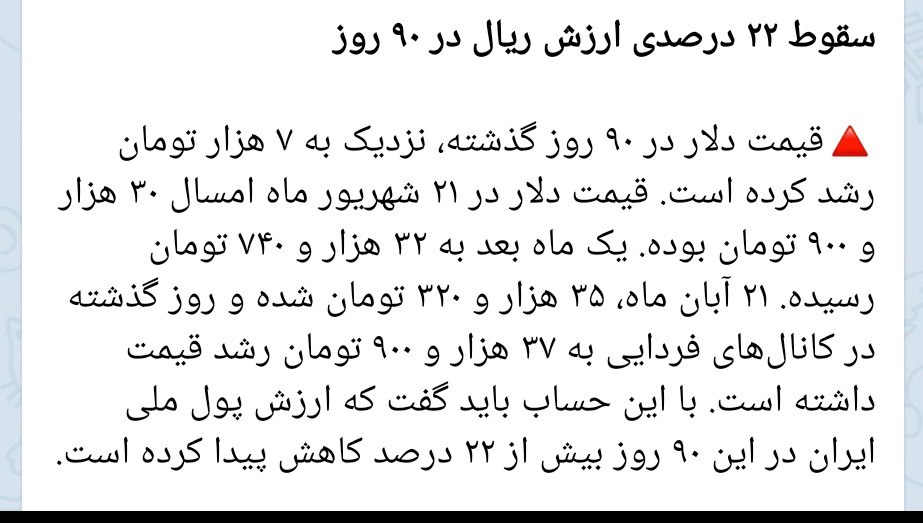 سقوط ۲۲ درصدی ارزش ریال در ۹۰ روز
🔺قیمت دلار در ۹۰ روز گذشته، نزدیک به ۷ هزار تومان
رشد کرده است. قیمت دلار در ۲۱ شهریور ماه امسال ۳۰ هزار
و ۹۰۰ تومان بوده. یک ماه بعد به ۳۲ هزار و ۷۴۰ تومان
رسیده. ۲۱ آبان ماه، ۳۵ هزار و ۳۲۰ تومان شده و روز گذشته
در کانال‌های فردایی به ۳۷ هزار و ۹۰۰ تومان رشد قیمت
داشته است. با این حساب باید گفت که ارزش پول ملی
ایران در این ۹۰ روز بیش از ۲۲ درصد کاهش پیدا کرده است.